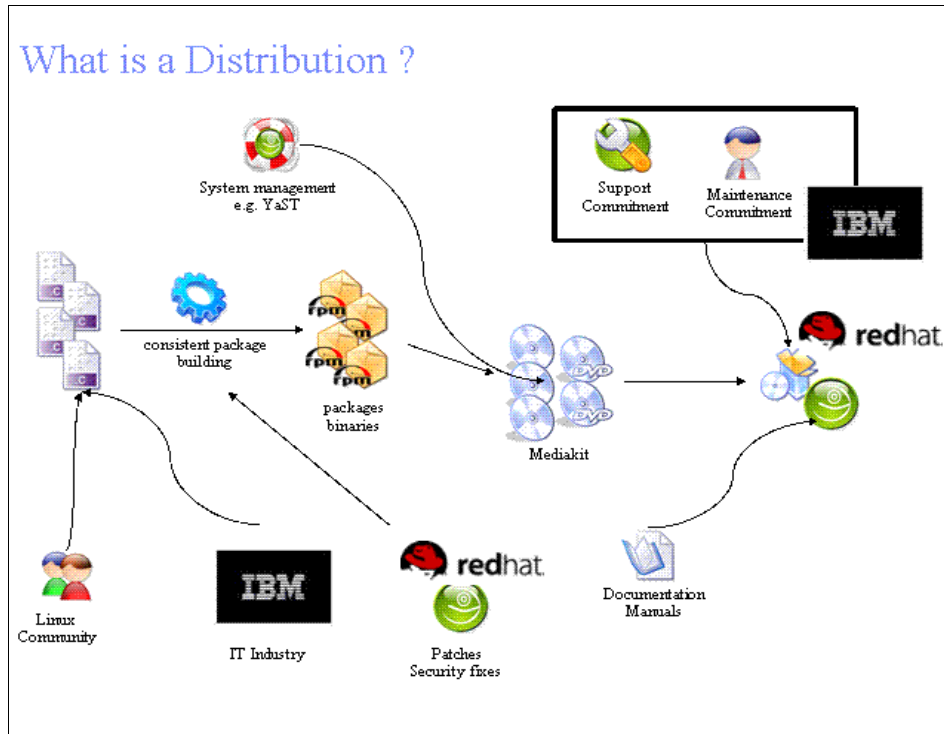 What is a Distribution ?
System management
e.g. YaST
Support
Commitment
Maintenance
Commitment
IBM
C
C
C
C
consistent package
building
rpm
rpm
rpm
rpm
packages
binaries
DVD
DVD
Mediakit
redhat.
Linux
Community
IBM
IT Industry
redhat.
Patches
Security fixes
Documentation
Manuals